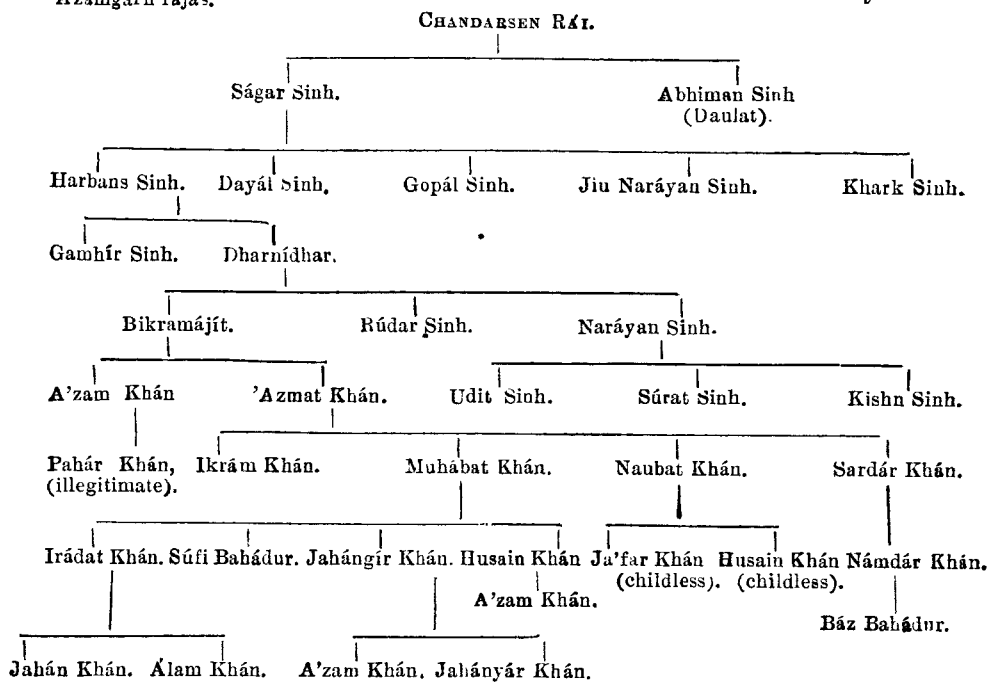 Azamgarh rájás.
CHANDARSEN RÁI.
Ságar Sinh. Abhiman Sinh
(Daulat).
Harbans Sinh. Dayál Sinh. Gopál Sinh. Jiu Naráyan Sinh. Khark Sinh.
Gamhír Sinh. Dharnídhar.
Bikramájít. Rúdar Sinh. Naráyan Sinh.
A'zam Khán 'Azmat Khán. Udit Sinh. Súrat Sinh. Kishn Sinh.
Pahár Khán, Ikrám Khán. Muhábat Khán. Naubat Khán. Sardár Khán.
(illegitimate).
Irádat Khán. Súfi Bahádur. Jahángír Khán. Husain Khán Ja'far Khán Husain Khán Námdár Khán.
(childless). (childless).
A'zam Khán.
Báz Bahádur.
Jahán Khán. Álam Khán. A'zam Khán. Jahányár Khán.